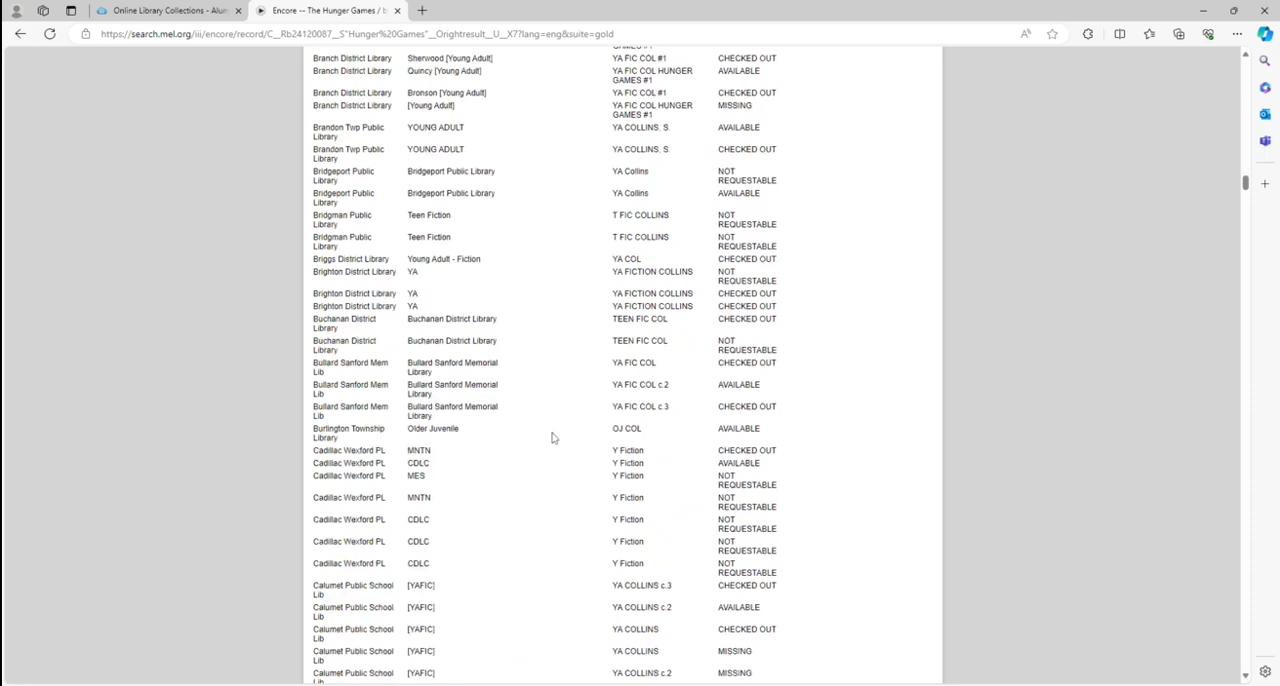 Online Library Collections - Alum
Encore -- The Hunger Games / b
https://search.mel.org/iii/encore/record/C__Rb24120087__S"Hunger%20Games"__Orightresult__U__X7?lang=eng&suite=gold
GAMES #1
Branch District Library Sherwood [Young Adult] YA FIC COL #1 CHECKED OUT
Branch District Library Quincy [Young Adult] YA FIC COL HUNGER AVAILABLE
GAMES #1
Branch District Library Bronson [Young Adult] YA FIC COL #1 CHECKED OUT
Branch District Library [Young Adult] YA FIC COL HUNGER MISSING
GAMES #1
Brandon Twp Public YOUNG ADULT YA COLLINS, S. AVAILABLE
Library
Brandon Twp Public YOUNG ADULT YA COLLINS, S. CHECKED OUT
Library
Bridgeport Public Bridgeport Public Library YA Collins NOT
Library REQUESTABLE
Bridgeport Public Bridgeport Public Library YA Collins AVAILABLE
Library
Bridgman Public Teen Fiction T FIC COLLINS NOT
Library REQUESTABLE
Bridgman Public Teen Fiction T FIC COLLINS NOT
Library REQUESTABLE
Briggs District Library Young Adult - Fiction YA COL CHECKED OUT
Brighton District Library YA YA FICTION COLLINS NOT
REQUESTABLE
Brighton District Library YA YA FICTION COLLINS CHECKED OUT
Brighton District Library YA YA FICTION COLLINS CHECKED OUT
Buchanan District Buchanan District Library TEEN FIC COL CHECKED OUT
Library
Buchanan District Buchanan District Library TEEN FIC COL NOT
Library REQUESTABLE
Bullard Sanford Mem Bullard Sanford Memorial YA FIC COL CHECKED OUT
Lib Library
Bullard Sanford Mem Bullard Sanford Memorial YA FIC COL c.2 AVAILABLE
Lib Library
Bullard Sanford Mem Bullard Sanford Memorial YA FIC COL c.3 CHECKED OUT
Lib Library
Burlington Township Older Juvenile OJ COL AVAILABLE
Library
Cadillac Wexford PL MNTN Y Fiction CHECKED OUT
Cadillac Wexford PL CDLC Y Fiction AVAILABLE
Cadillac Wexford PL MES Y Fiction NOT
REQUESTABLE
Cadillac Wexford PL MNTN Y Fiction NOT
REQUESTABLE
Cadillac Wexford PL CDLC Y Fiction NOT
REQUESTABLE
Cadillac Wexford PL CDLC Y Fiction NOT
REQUESTABLE
Cadillac Wexford PL CDLC Y Fiction NOT
REQUESTABLE
Calumet Public School [YAFIC] YA COLLINS c.3 CHECKED OUT
Lib
Calumet Public School [YAFIC] YA COLLINS c.2 AVAILABLE
Lib
Calumet Public School [YAFIC] YA COLLINS CHECKED OUT
Lib
Calumet Public School [YAFIC] YA COLLINS MISSING
Lib
Calumet Public School [YAFIC] YA COLLINS c.2 MISSING
Lib